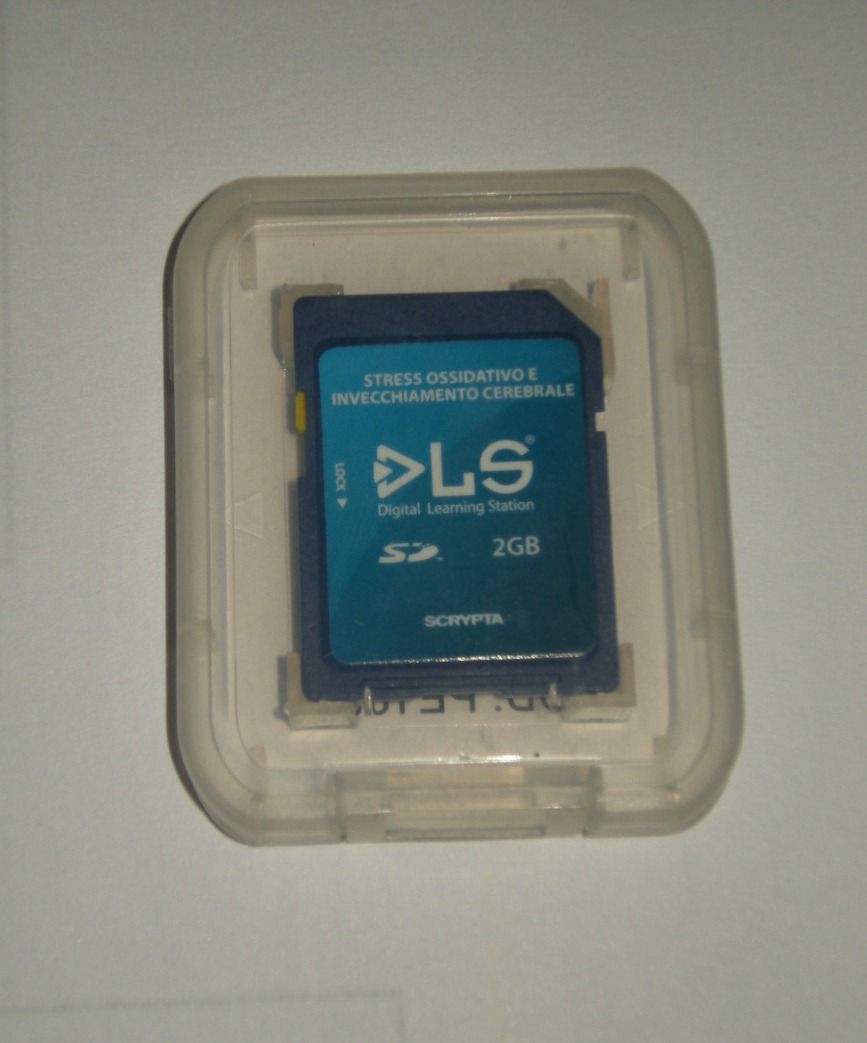 STRESS OSSIDATIVO E
INVECCHIAMENTO CEREBRALE
LOCK
DLS®
Digital Learning Station
SD 2GB
SCRYPTA